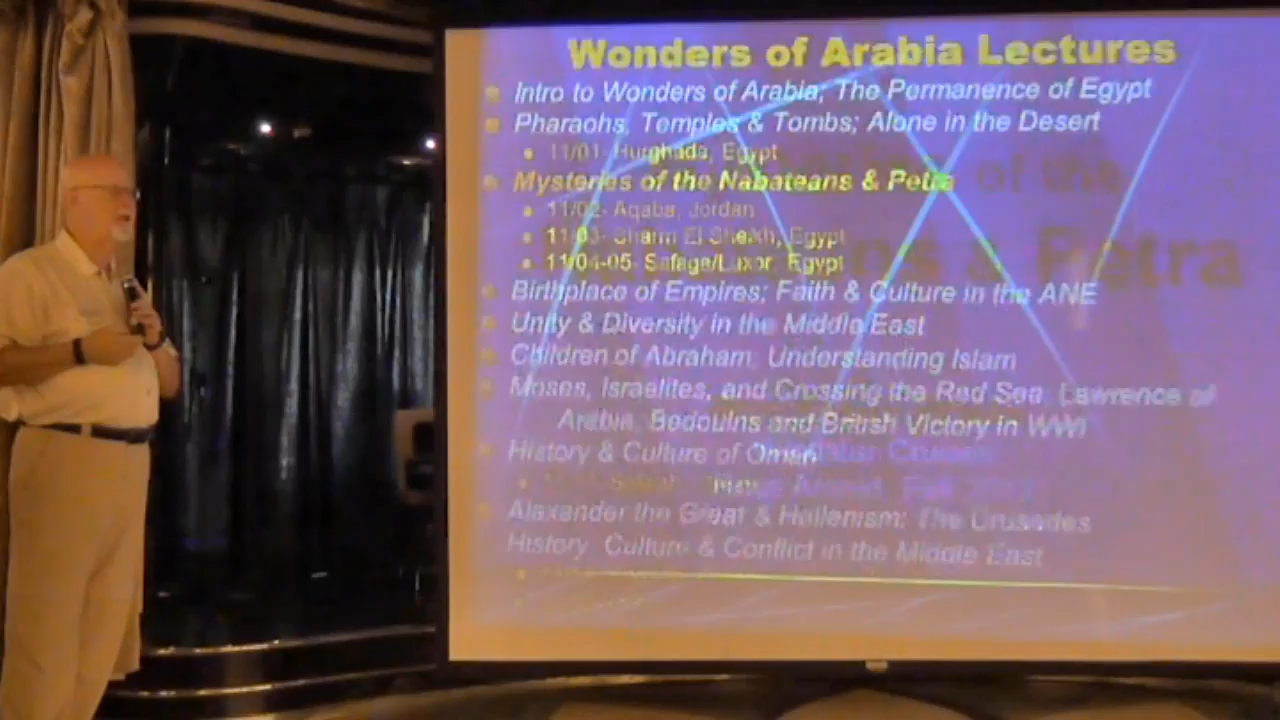 Wonders of Arabia Lectures
Intro to Wonders of Arabia; The Permanence of Egypt
Pharaohs, Temples & Tombs; Alone in the Desert
11/01- Hurghada, Egypt
Mysteries of the Nabateans & Petra
11/02- Aqaba, Jordan
11/03- Sharm El Sheikh, Egypt
11/04-05- Safaga/Luxor, Egypt
Birthplace of Empires; Faith & Culture in the ANE
Unity & Diversity in the Middle East
Children of Abraham: Understanding Islam
Moses, Israelites, and Crossing the Red Sea; Lawrence of
Arabia, Bedouins and British Victory in WWI
History & Culture of Oman
Alexander the Great & Hellenism: The Crusades
History, Culture & Conflict in the Middle East
of the
& Petra